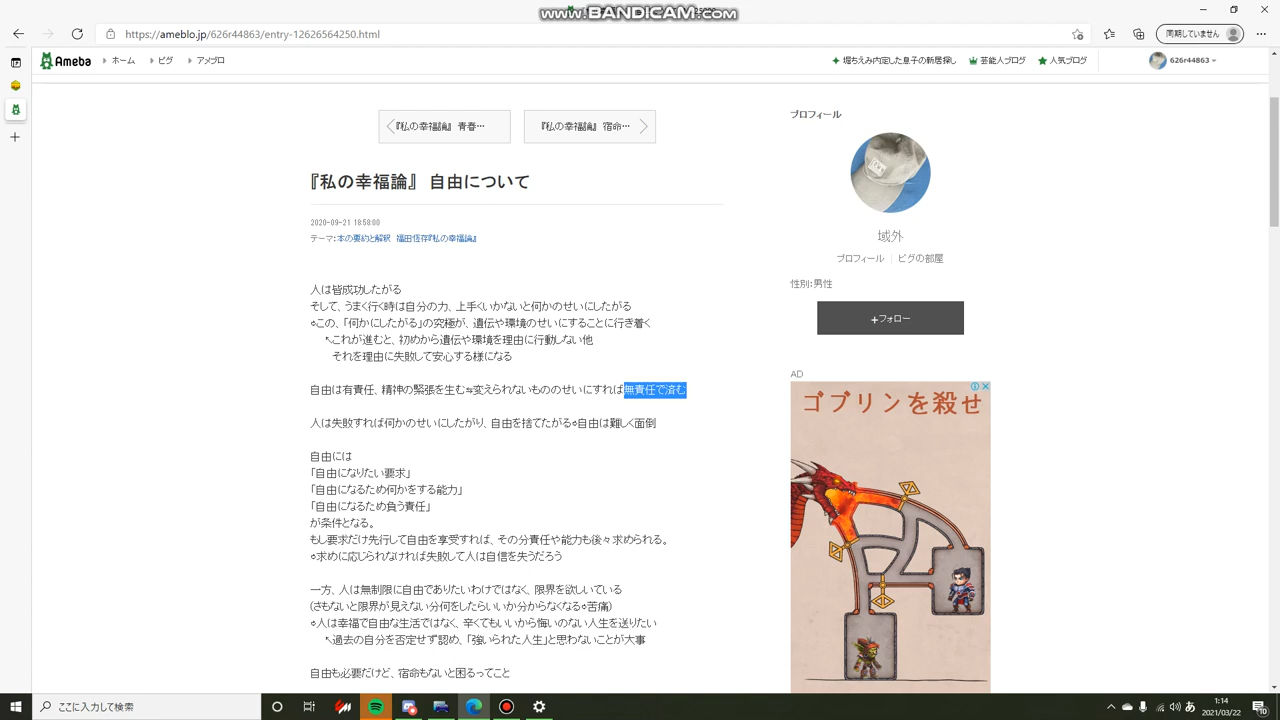 www.BANDICAM.com
https://ameblo.jp/626r44863/entry-12626564250.html
同期していません
Ameba
ホーム
ピグ
アメブロ
堀ちえみ内定した息子の新居探し
芸能人ブログ
人気ブログ
626r44863
『私の幸福論』 青春…
『私の幸福論』 宿命…
『私の幸福論』 自由について
2020-09-21 18:58:00
テーマ：本の要約と解釈 福田恆存『私の幸福論』
人は皆成功したがる
そして、うまく行く時は自分の力、上手くいかないと何かのせいにしたがる
⇨この、「何かにしたがる」の究極が、遺伝や環境のせいにすることに行き着く
↖これが進むと、初めから遺伝や環境を理由に行動しない他
それを理由に失敗して安心する様になる
自由は有責任、精神の緊張を生む⇆変えられないもののせいにすれば無責任で済む
人は失敗すれば何かのせいにしたがり、自由を捨てたがる⇨自由は難しく面倒
自由には
「自由になりたい要求」
「自由になるため何かをする能力」
「自由になるため負う責任」
が条件となる。
もし要求だけ先行して自由を享受すれば、その分責任や能力も後々求められる。
⇨求めに応じられなければ失敗して人は自信を失うだろう
一方、人は無制限に自由でありたいわけではなく、限界を欲しいている
(さもないと限界が見えない分何をしたらいいか分からなくなる⇨苦痛)
⇨人は幸福で自由な生活ではなく、辛くてもいいから悔いのない人生を送りたい
↖過去の自分を否定せず認め、「強いられた人生」と思わないことが大事
自由も必要だけど、宿命もないと困るってこと
プロフィール
域外
プロフィール
ピグの部屋
性別：男性
+フォロー
AD
ゴブリンを殺せ
ここに入力して検索
あ
1:14
2021/03/22
10